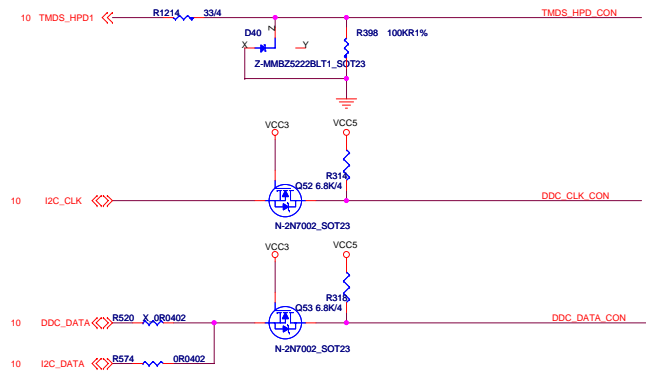 10 TMDS_HPD1 R1214 33/4 TMDS_HPD_CON
D40 Z R398 100KR1%
X Y
Z-MMBZ5222BLT1_SOT23
VCC3 VCC5
R314
Q52 6.8K/4
10 I2C_CLK DDC_CLK_CON
N-2N7002_SOT23
VCC3 VCC5
R318
Q53 6.8K/4
10 DDC_DATA R520 X_0R0402 DDC_DATA_CON
N-2N7002_SOT23
10 I2C_DATA R574 0R0402